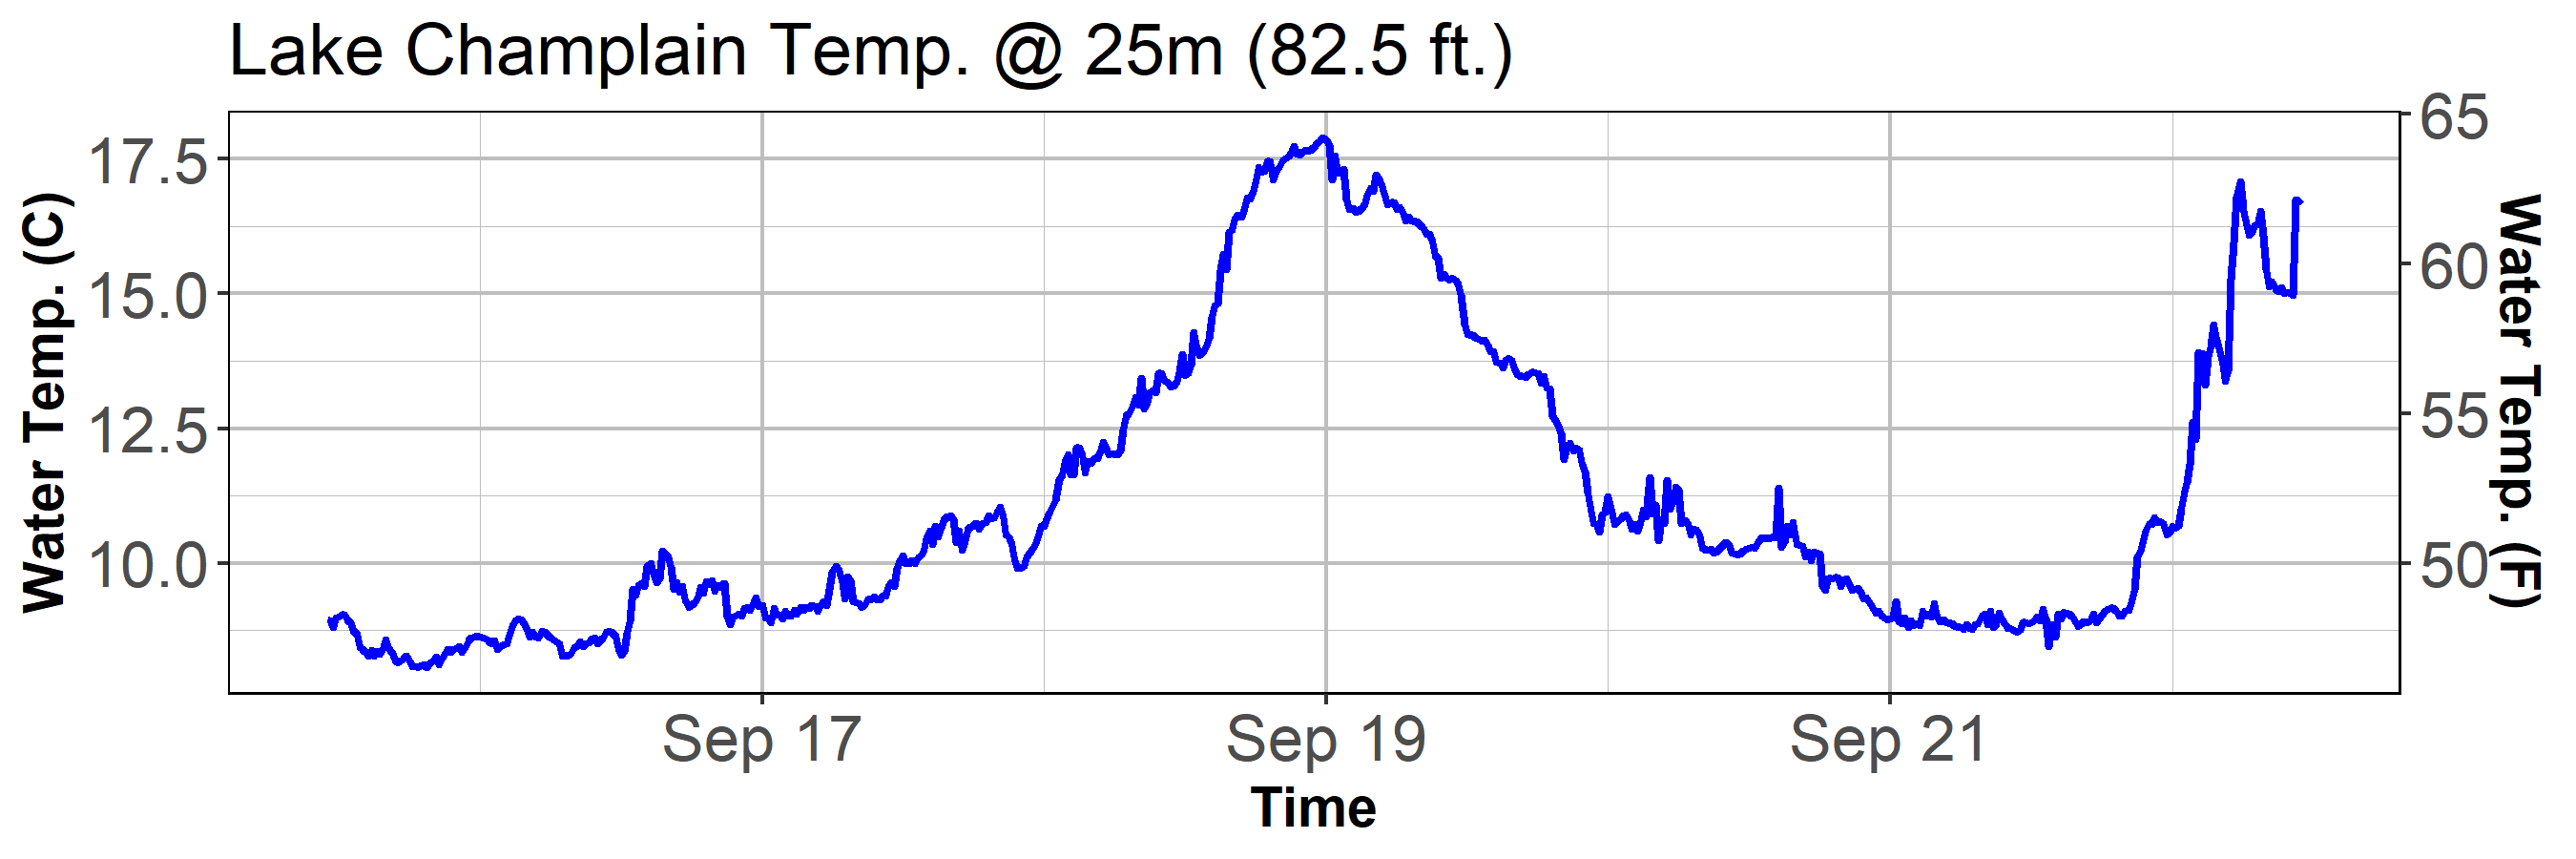 Lake Champlain Temp. @ 25m (82.5 ft.)
Water Temp. (C)
17.5
15.0
12.5
10.0
65
60
55
50
Water Temp. (F)
Sep 17
Sep 19
Sep 21
Time